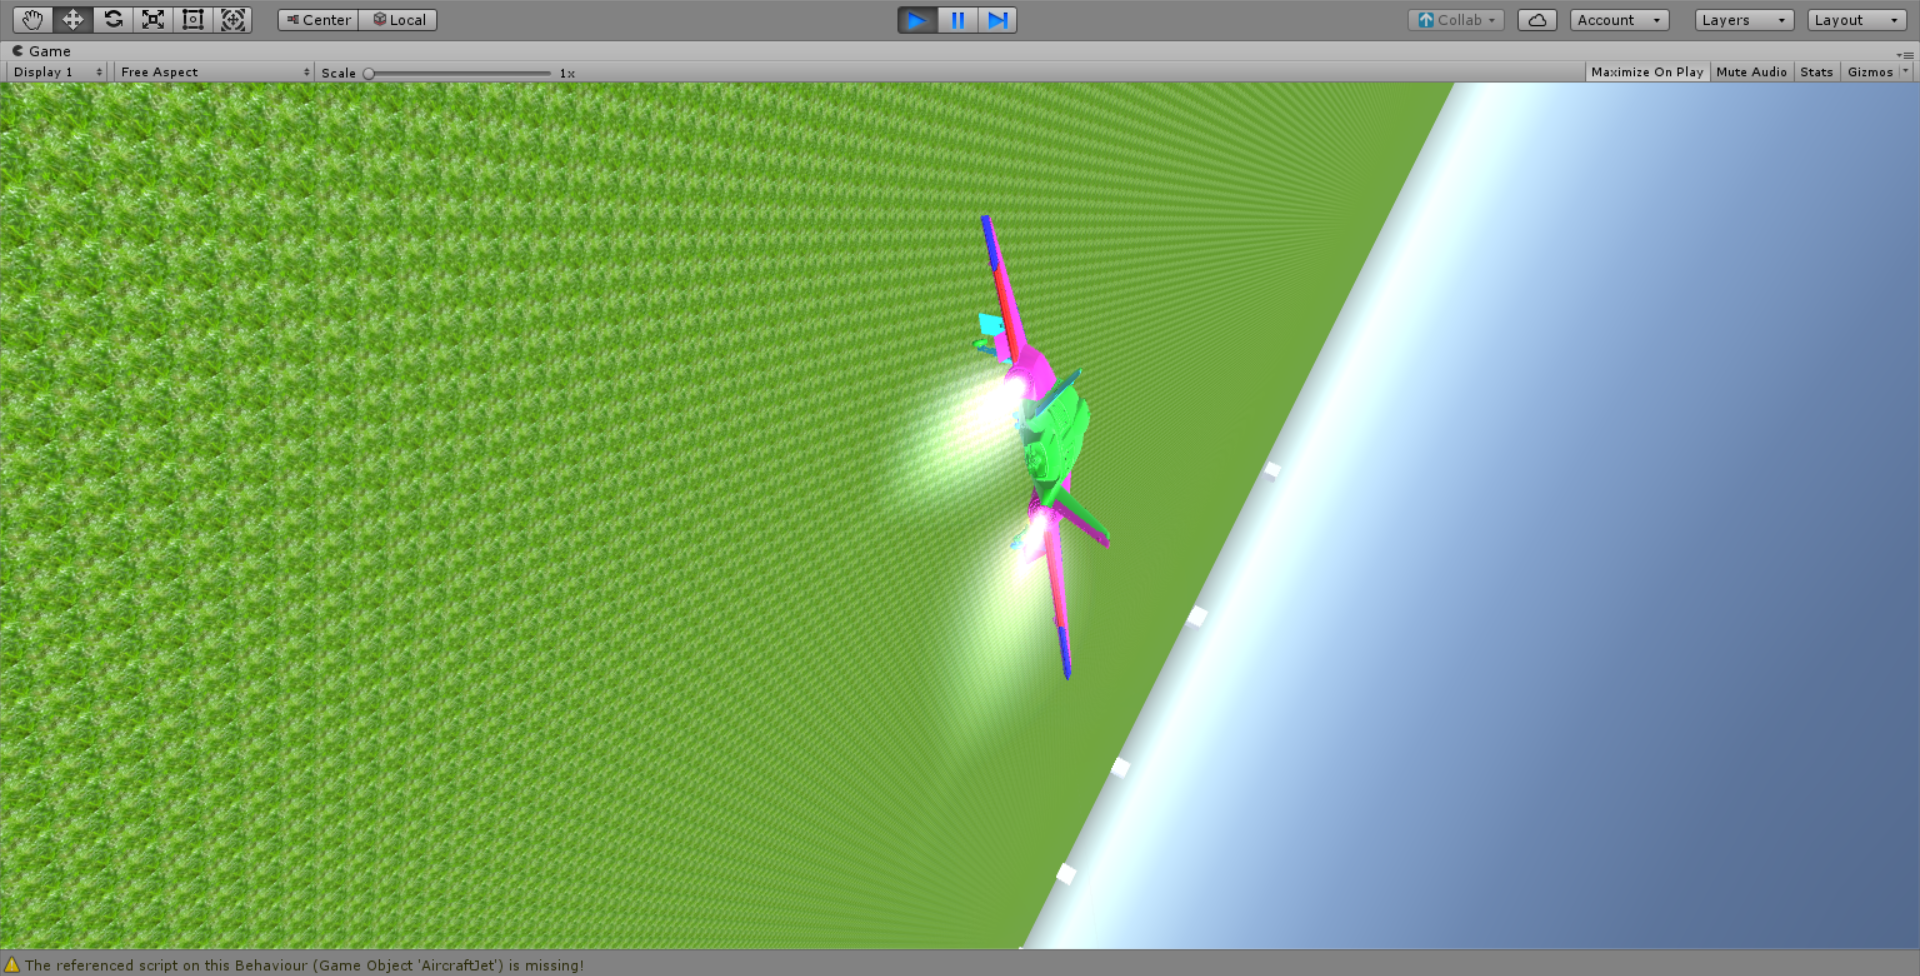 Center Local Collab Account Layers Layout
Game
Display 1 Free Aspect Scale 1x Maximize On Play Mute Audio Stats Gizmos
The referenced script on this Behaviour (Game Object 'AircraftJet') is missing!